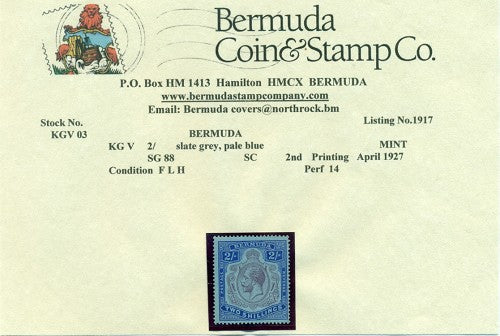 Bermuda
Coin&Stamp Co.
P.O. Box HM 1413 Hamilton HMCX BERMUDA
www.bermudastampcompany.com
Email: Bermuda covers@northrock.bm
Stock No. Listing No.1917
KGV 03 BERMUDA
KG V 2/ slate grey, pale blue MINT
SG 88 SC 2nd Printing April 1927
Condition F L H Perf 14
BERMUDA
2/- 2/-
TWO SHILLINGS